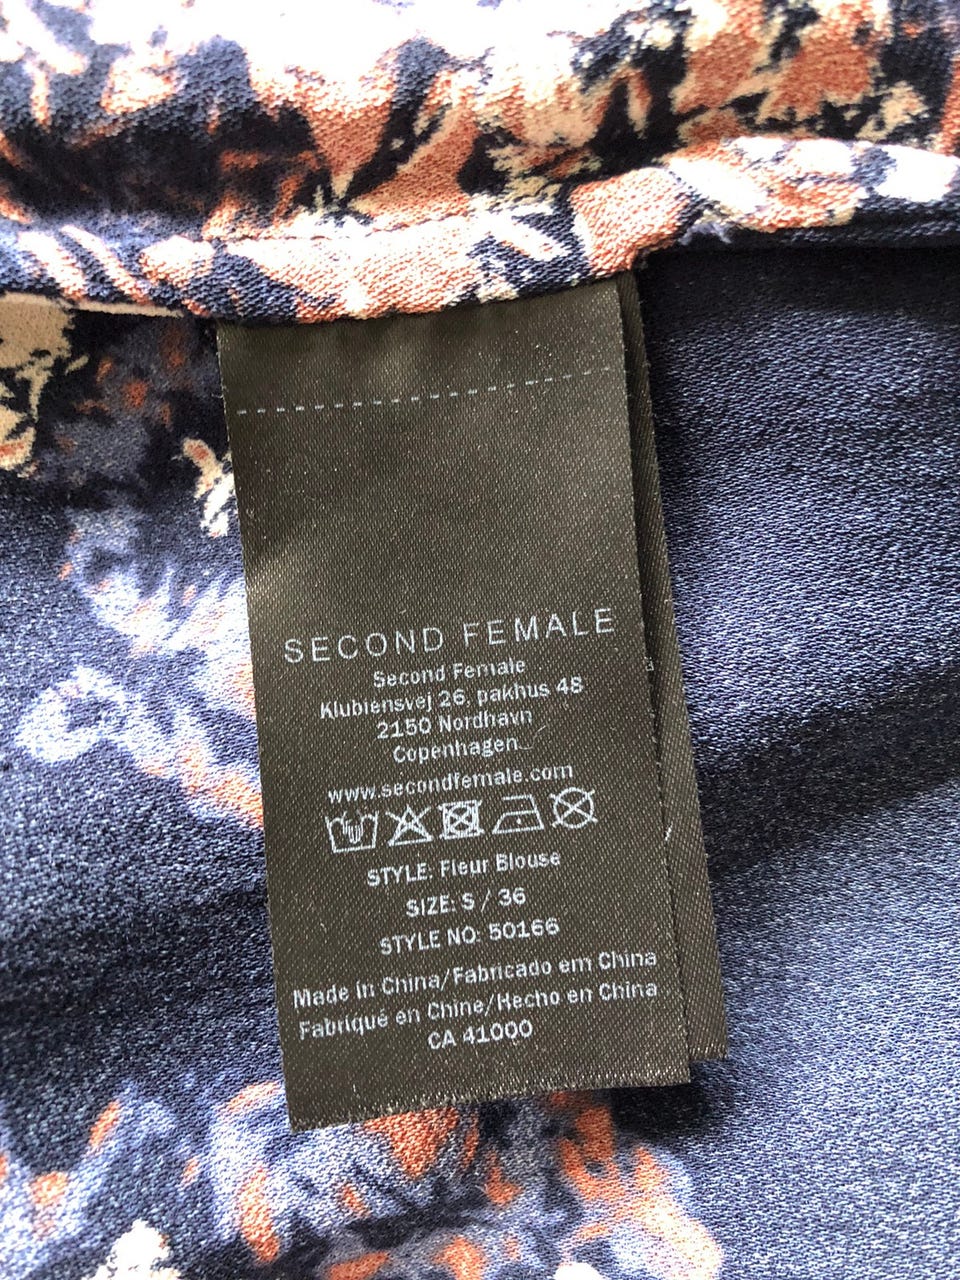 SECOND FEMALE
Second Female
Klubiensvej 26. pakhus 48
2150 Nordhavn
Copenhagen
www.secondfemale.com
STYLE: Fleur Blouse
SIZE: S / 36
STYLE NO: 50166
Made in China/Fabricado em China
Fabriqué en Chine/Hecho en China
CA 41000